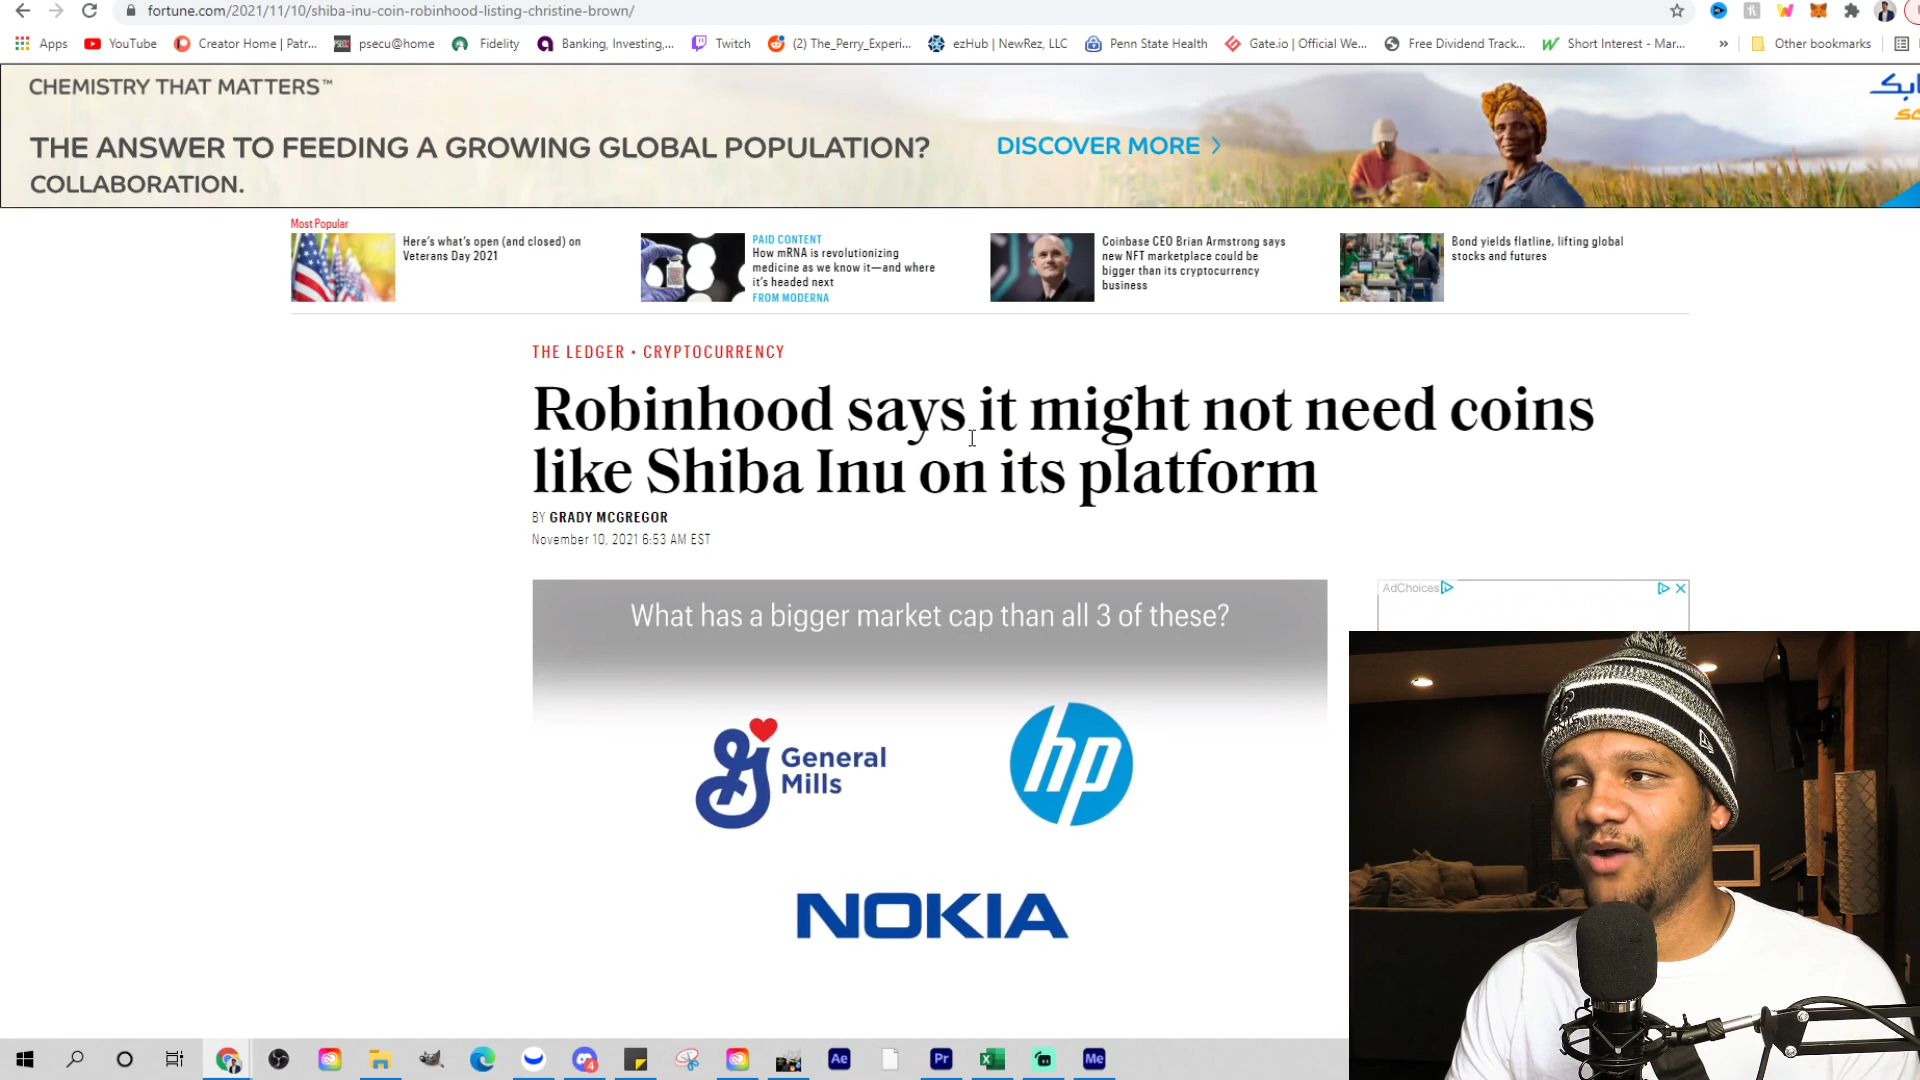 fortune.com/2021/11/10/shiba-inu-coin-robinhood-listing-christine-brown/
Apps
YouTube
Creator Home | Patr...
psecu@home
Fidelity
Banking, Investing,...
Twitch
(2) The_Perry_Experi...
ezHub | NewRez, LLC
Penn State Health
Gate.io | Official We...
Free Dividend Track...
Short Interest - Mar...
»
Other bookmarks
CHEMISTRY THAT MATTERS™
THE ANSWER TO FEEDING A GROWING GLOBAL POPULATION?
COLLABORATION.
DISCOVER MORE >
Most Popular
Here's what's open (and closed) on
Veterans Day 2021
PAID CONTENT
How mRNA is revolutionizing
medicine as we know it—and where
it's headed next
FROM MODERNA
Coinbase CEO Brian Armstrong says
new NFT marketplace could be
bigger than its cryptocurrency
business
Bond yields flatline, lifting global
stocks and futures
THE LEDGER • CRYPTOCURRENCY
Robinhood says it might not need coins
like Shiba Inu on its platform
BY GRADY MCGREGOR
November 10, 2021 6:53 AM EST
What has a bigger market cap than all 3 of these?
General
Mills
hp
NOKIA
AdChoices
4
Ae
Pr
Me